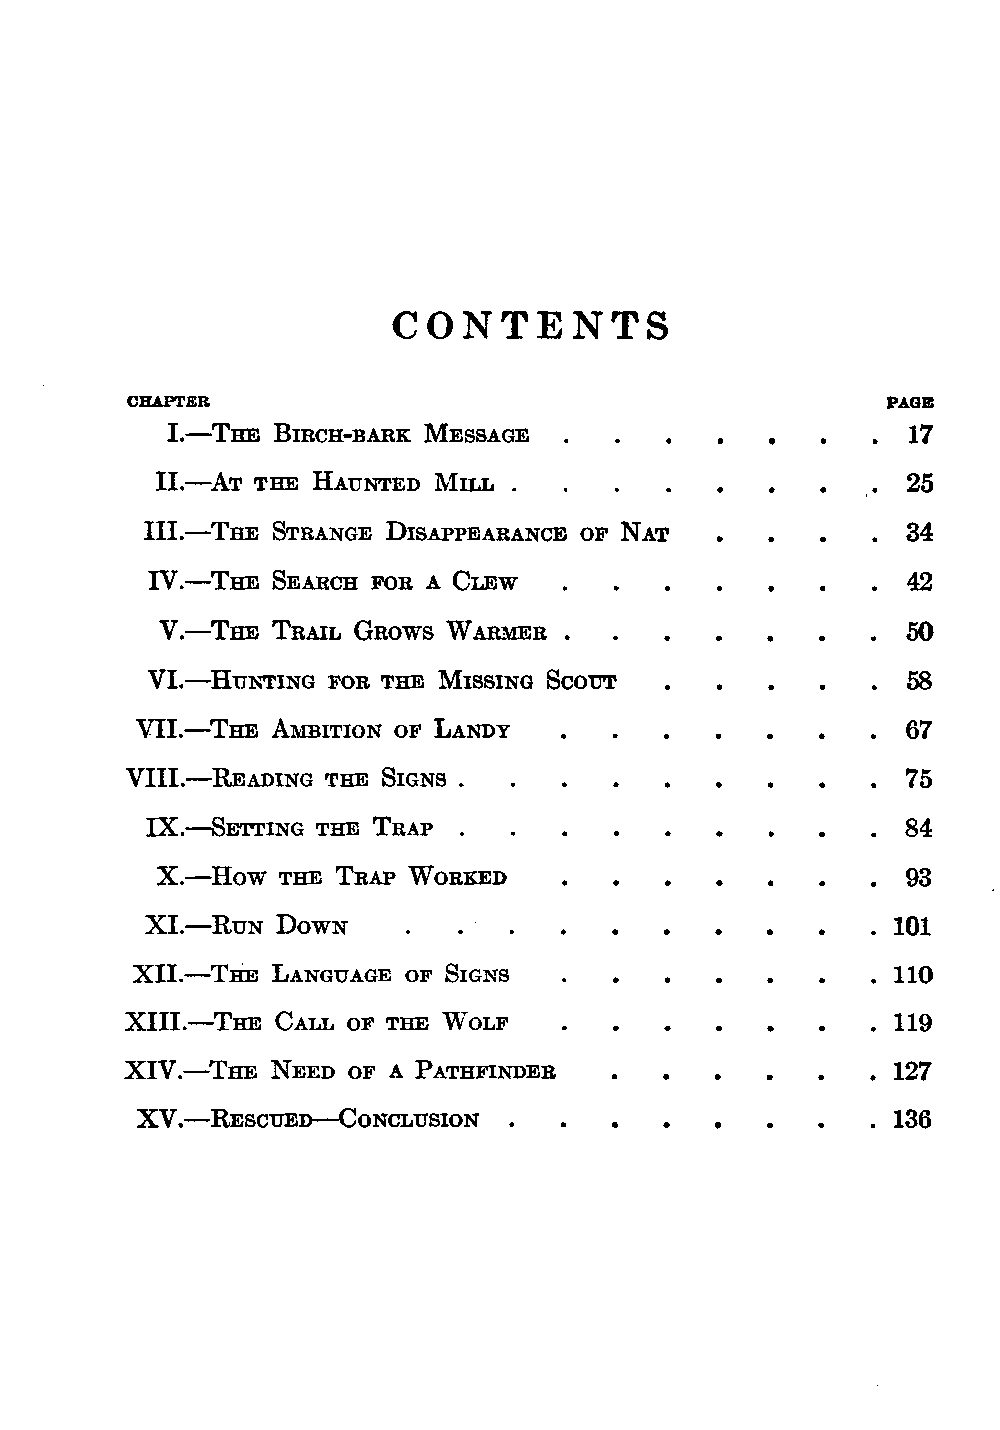 CONTENTS
CHAPTER PAGE
I.—The Birch-bark Message . . . . . . . 17
II.—At the Haunted Mill . . . . . . . . 25
III.—The Strange Disappearance of Nat . . . . 34
IV.—The Search for a Clew . . . . . . . 42
V.—The Trail Grows Warmer . . . . . . . 50
VI.—Hunting for the Missing Scout . . . . . 58
VII.—The Ambition of Landy . . . . . . . 67
VIII.—Reading the Signs . . . . . . . . . 75
IX.—Setting the Trap . . . . . . . . . 84
X.—How the Trap Worked . . . . . . . 93
XI.—Run Down . . . . . . . . . . 101
XII.—The Language of Signs . . . . . . . 110
XIII.—The Call of the Wolf . . . . . . . 119
XIV.—The Need of a Pathfinder . . . . . . 127
XV.—Rescued—Conclusion . . . . . . . . 136